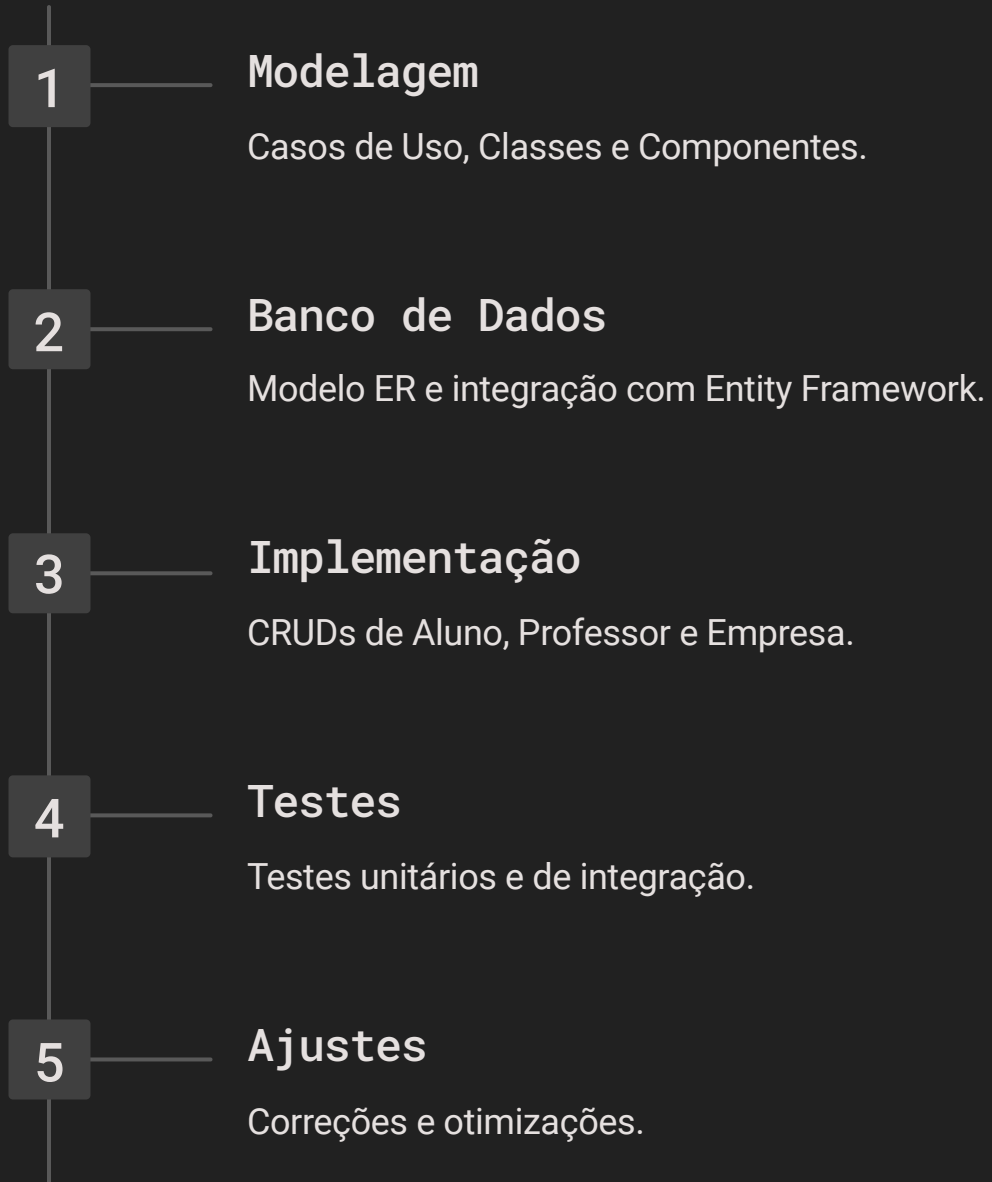 1
Modelagem
Casos de Uso, Classes e Componentes.
2
Banco de Dados
Modelo ER e integração com Entity Framework.
3
Implementação
CRUDs de Aluno, Professor e Empresa.
4
Testes
Testes unitários e de integração.
5
Ajustes
Correções e otimizações.